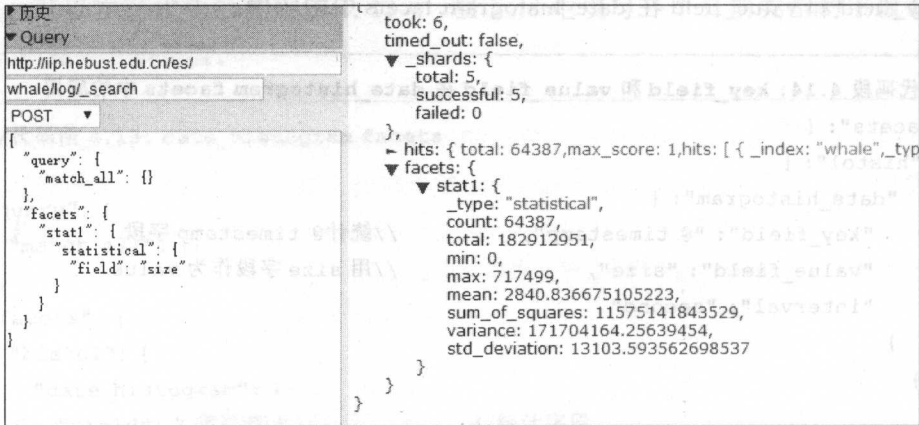 历史
Query
http://iip.hebust.edu.cn/es/
whale/log/_search
POST
{
"query": {
"match_all": {}
},
"facets": {
"stat1": {
"statistical": {
"field": "size"
}
}
}
}
{
took: 6,
timed_out: false,
_shards: {
total: 5,
successful: 5,
failed: 0
},
hits: { total: 64387,max_score: 1,hits: [ { _index: "whale",_typ
facets: {
stat1: {
_type: "statistical",
count: 64387,
total: 182912951,
min: 0,
max: 717499,
mean: 2840.836675105223,
sum_of_squares: 11575141843529,
variance: 171704164.25639454,
std_deviation: 13103.593562698537
}
}
}